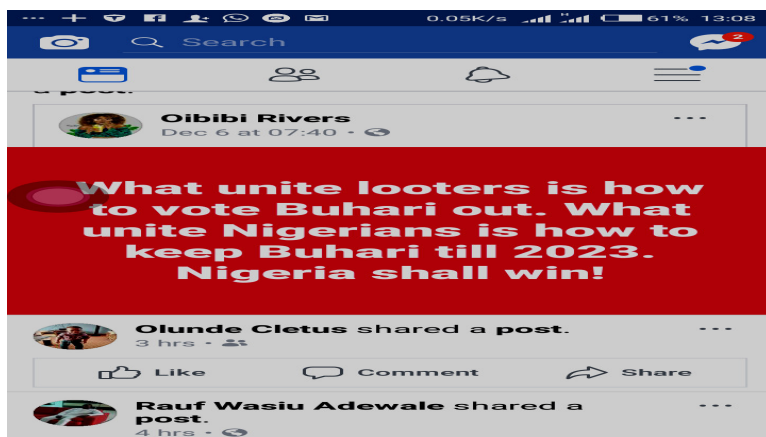 0.05K/s 61% 13:08
Search
2
a post.
Oibibi Rivers
Dec 6 at 07:40
What unite looters is how
to vote Buhari out. What
unite Nigerians is how to
keep Buhari till 2023.
Nigeria shall win!
Olunde Cletus shared a post.
3 hrs
Like Comment Share
Rauf Wasiu Adewale shared a
post.
4 hrs